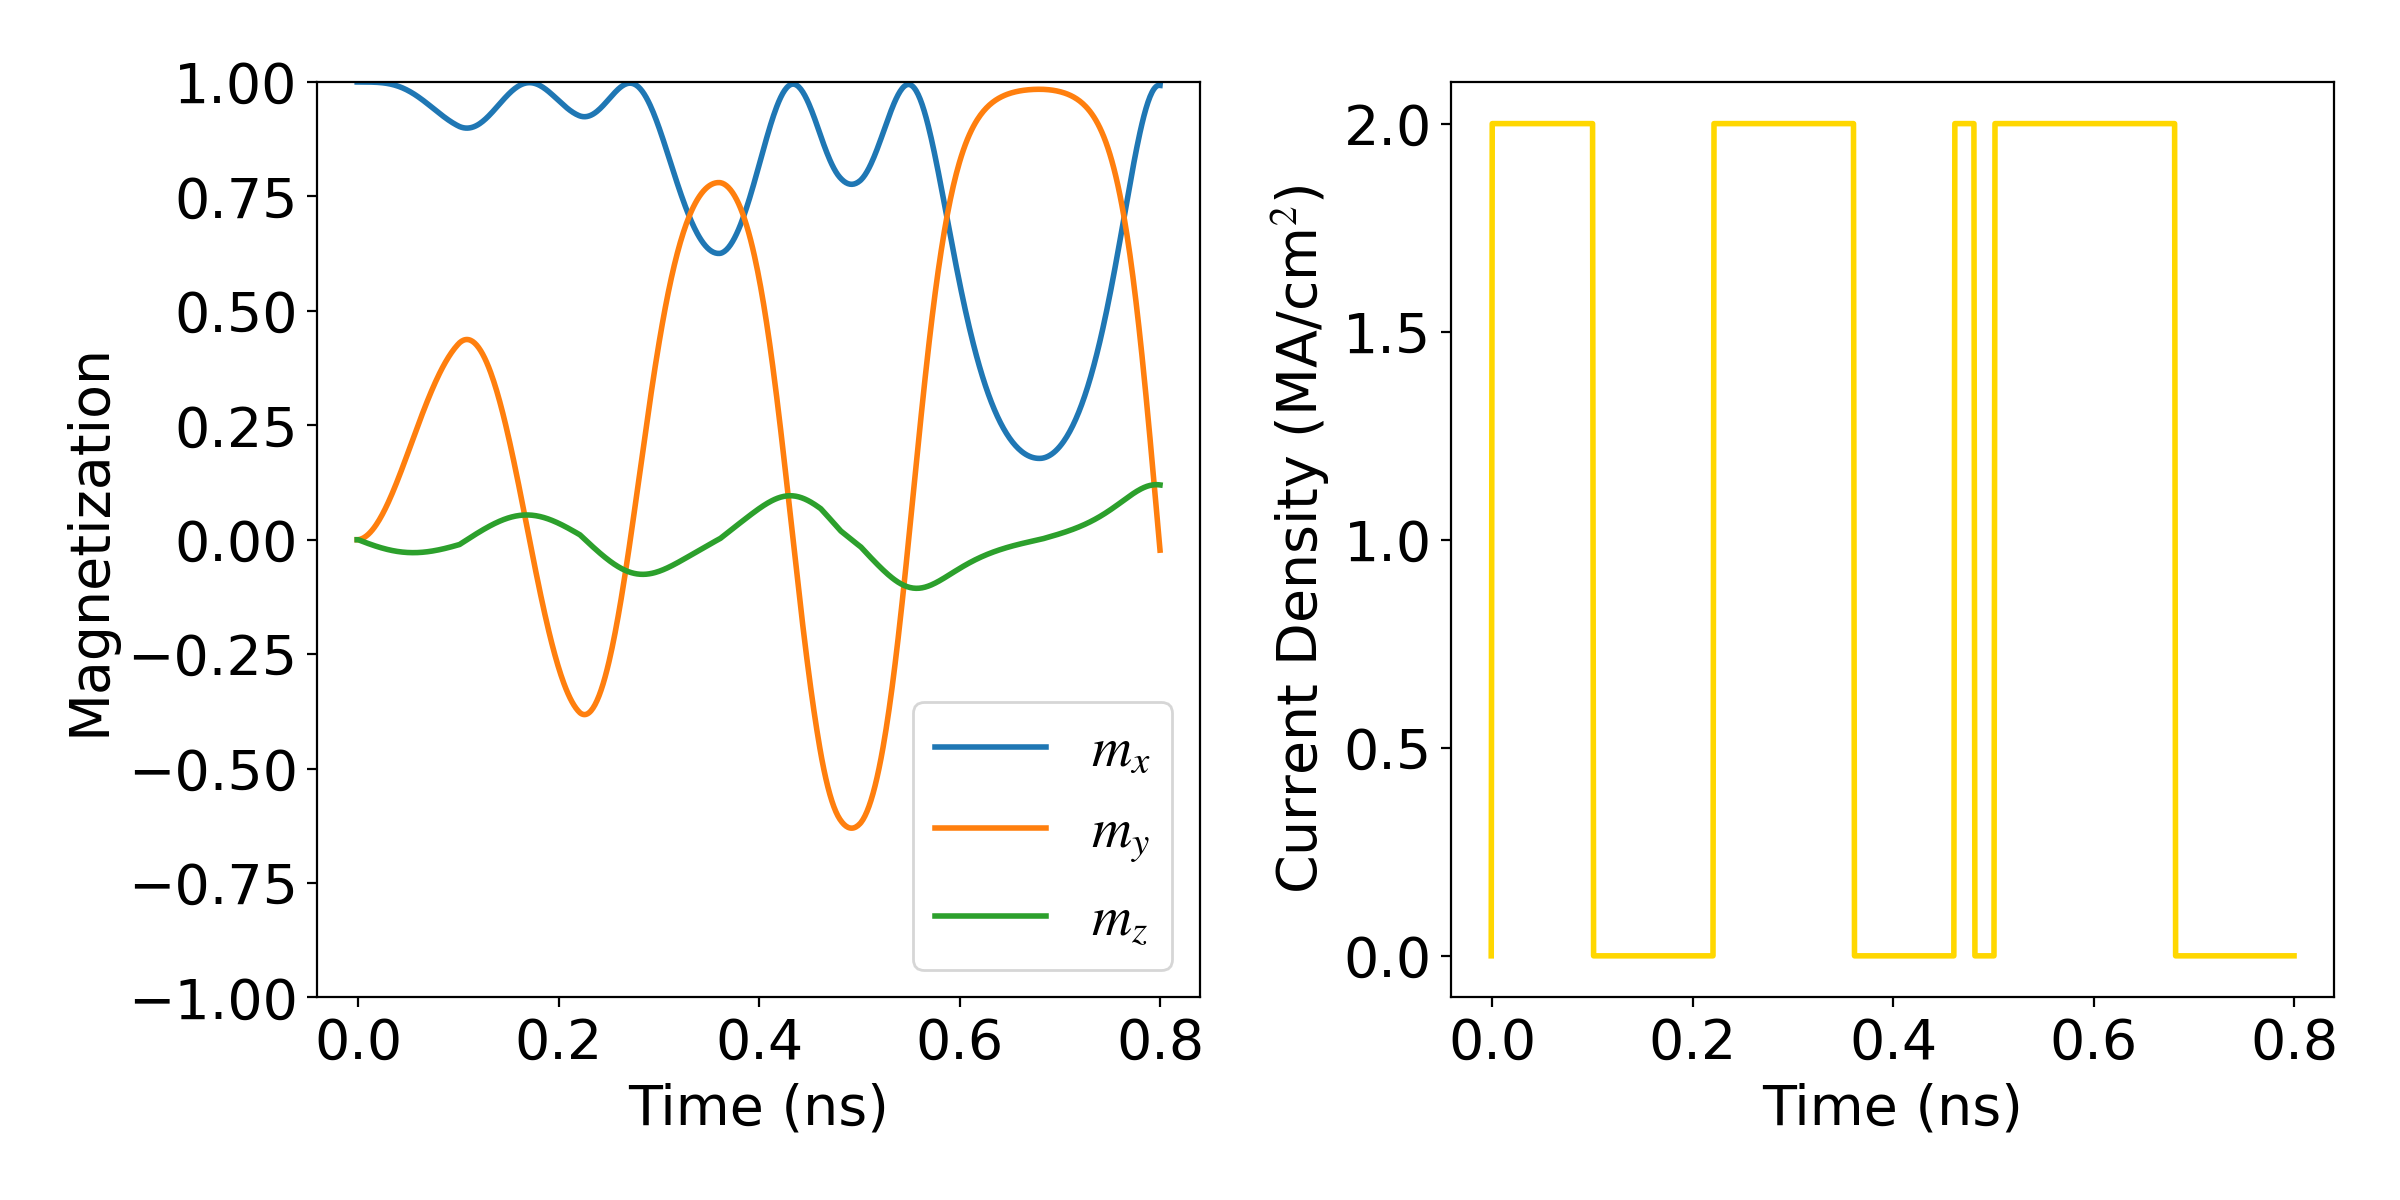 1.00
0.75
0.50
0.25
0.00
−0.25
−0.50
−0.75
−1.00
Magnetization
0.0 0.2 0.4 0.6 0.8
Time (ns)
m_x
m_y
m_z
2.0
1.5
1.0
0.5
0.0
Current Density (MA/cm²)
0.0 0.2 0.4 0.6 0.8
Time (ns)